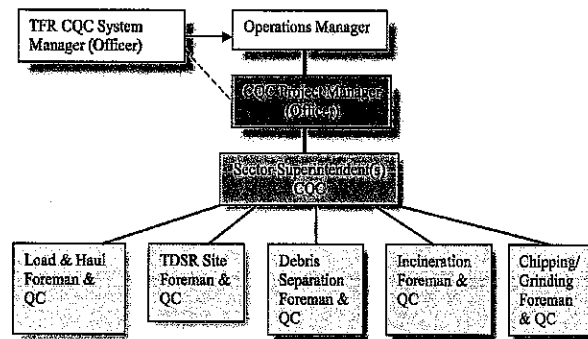 TFR CQC System
Manager (Officer)
Operations Manager
CQC Project Manager
(Officer)
Sector Superintendent(s)
CQC
Load & Haul
Foreman &
QC
TDSR Site
Foreman &
QC
Debris
Separation
Foreman &
QC
Incineration
Foreman &
QC
Chipping/
Grinding
Foreman
& QC